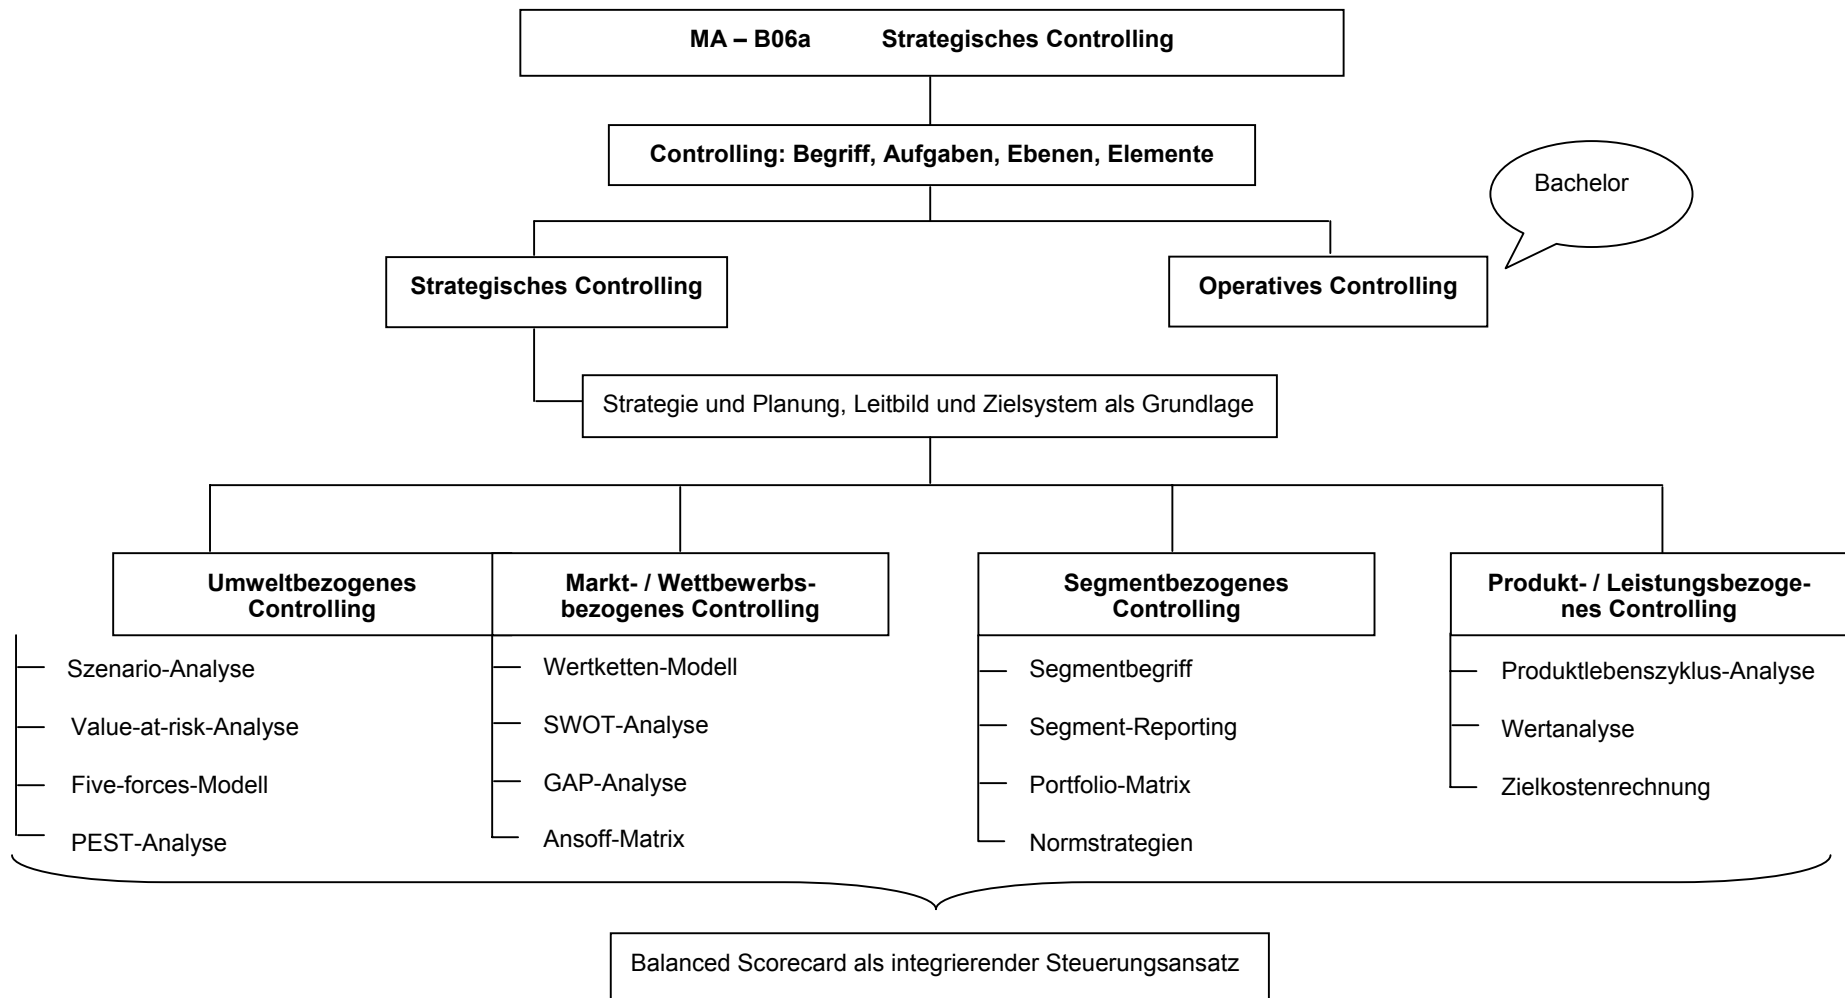 MA – B06a Strategisches Controlling
Controlling: Begriff, Aufgaben, Ebenen, Elemente
Bachelor
Strategisches Controlling
Operatives Controlling
Strategie und Planung, Leitbild und Zielsystem als Grundlage
Umweltbezogenes
Controlling
Markt- / Wettbewerbs-
bezogenes Controlling
Segmentbezogenes
Controlling
Produkt- / Leistungsbezoge-
nes Controlling
Szenario-Analyse
Value-at-risk-Analyse
Five-forces-Modell
PEST-Analyse
Wertketten-Modell
SWOT-Analyse
GAP-Analyse
Ansoff-Matrix
Segmentbegriff
Segment-Reporting
Portfolio-Matrix
Normstrategien
Produktlebenszyklus-Analyse
Wertanalyse
Zielkostenrechnung
Balanced Scorecard als integrierender Steuerungsansatz